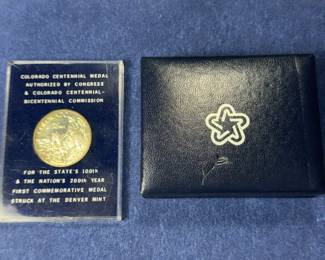 COLORADO CENTENNIAL MEDAL
AUTHORIZED BY CONGRESS
& COLORADO CENTENNIAL-
BICENTENNIAL COMMISSION
FOR THE STATE'S 100th
& THE NATION'S 200th YEAR
FIRST COMMEMORATIVE MEDAL
STRUCK AT THE DENVER MINT